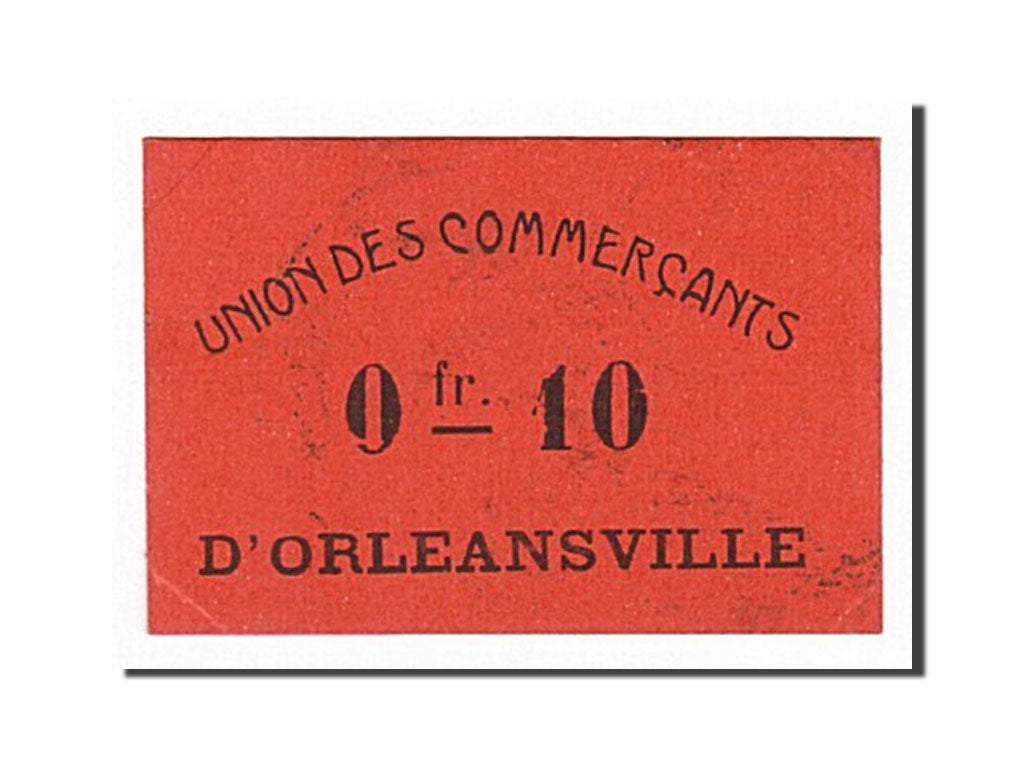 UNION DES COMMERÇANTS
0 fr. 10
D'ORLEANSVILLE